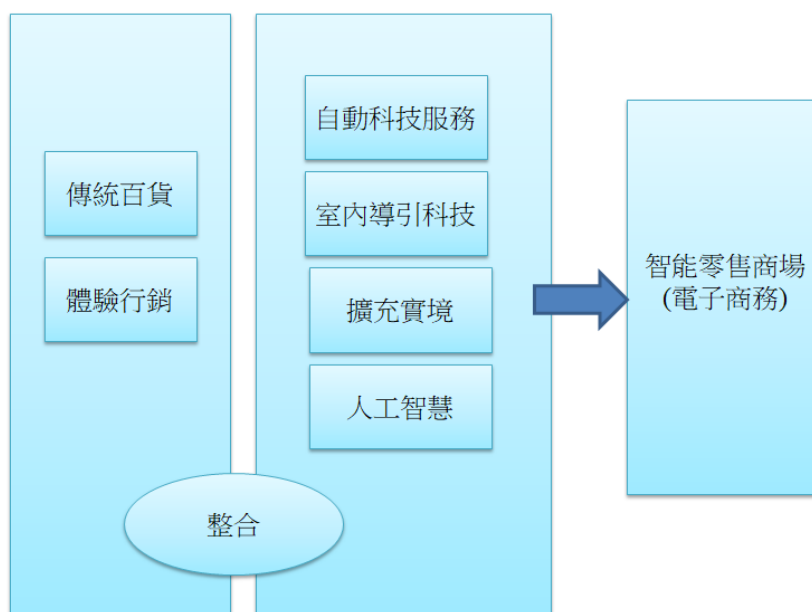 傳統百貨
體驗行銷
自動科技服務
室內導引科技
擴充實境
人工智慧
整合
智能零售商場
(電子商務)